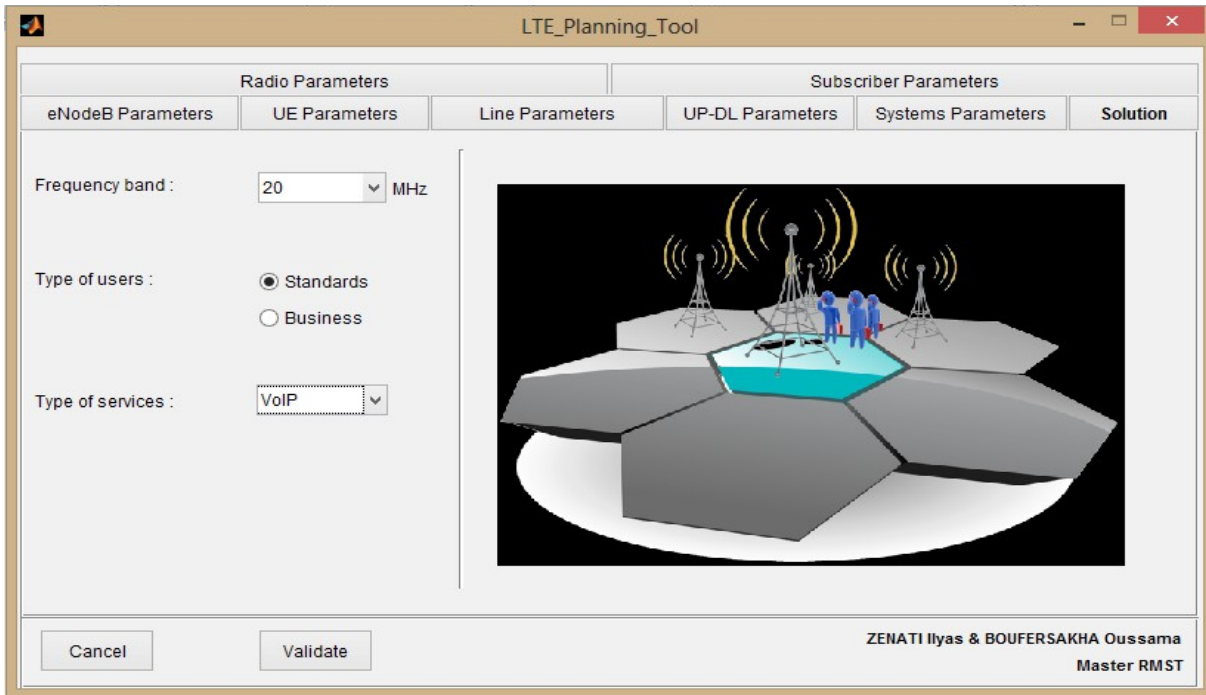 LTE_Planning_Tool
Radio Parameters Subscriber Parameters
eNodeB Parameters UE Parameters Line Parameters UP-DL Parameters Systems Parameters Solution
Frequency band : 20 MHz
Type of users : Standards
Business
Type of services : VoIP
Cancel Validate
ZENATI Ilyas & BOUFERSAKHA Oussama
Master RMST